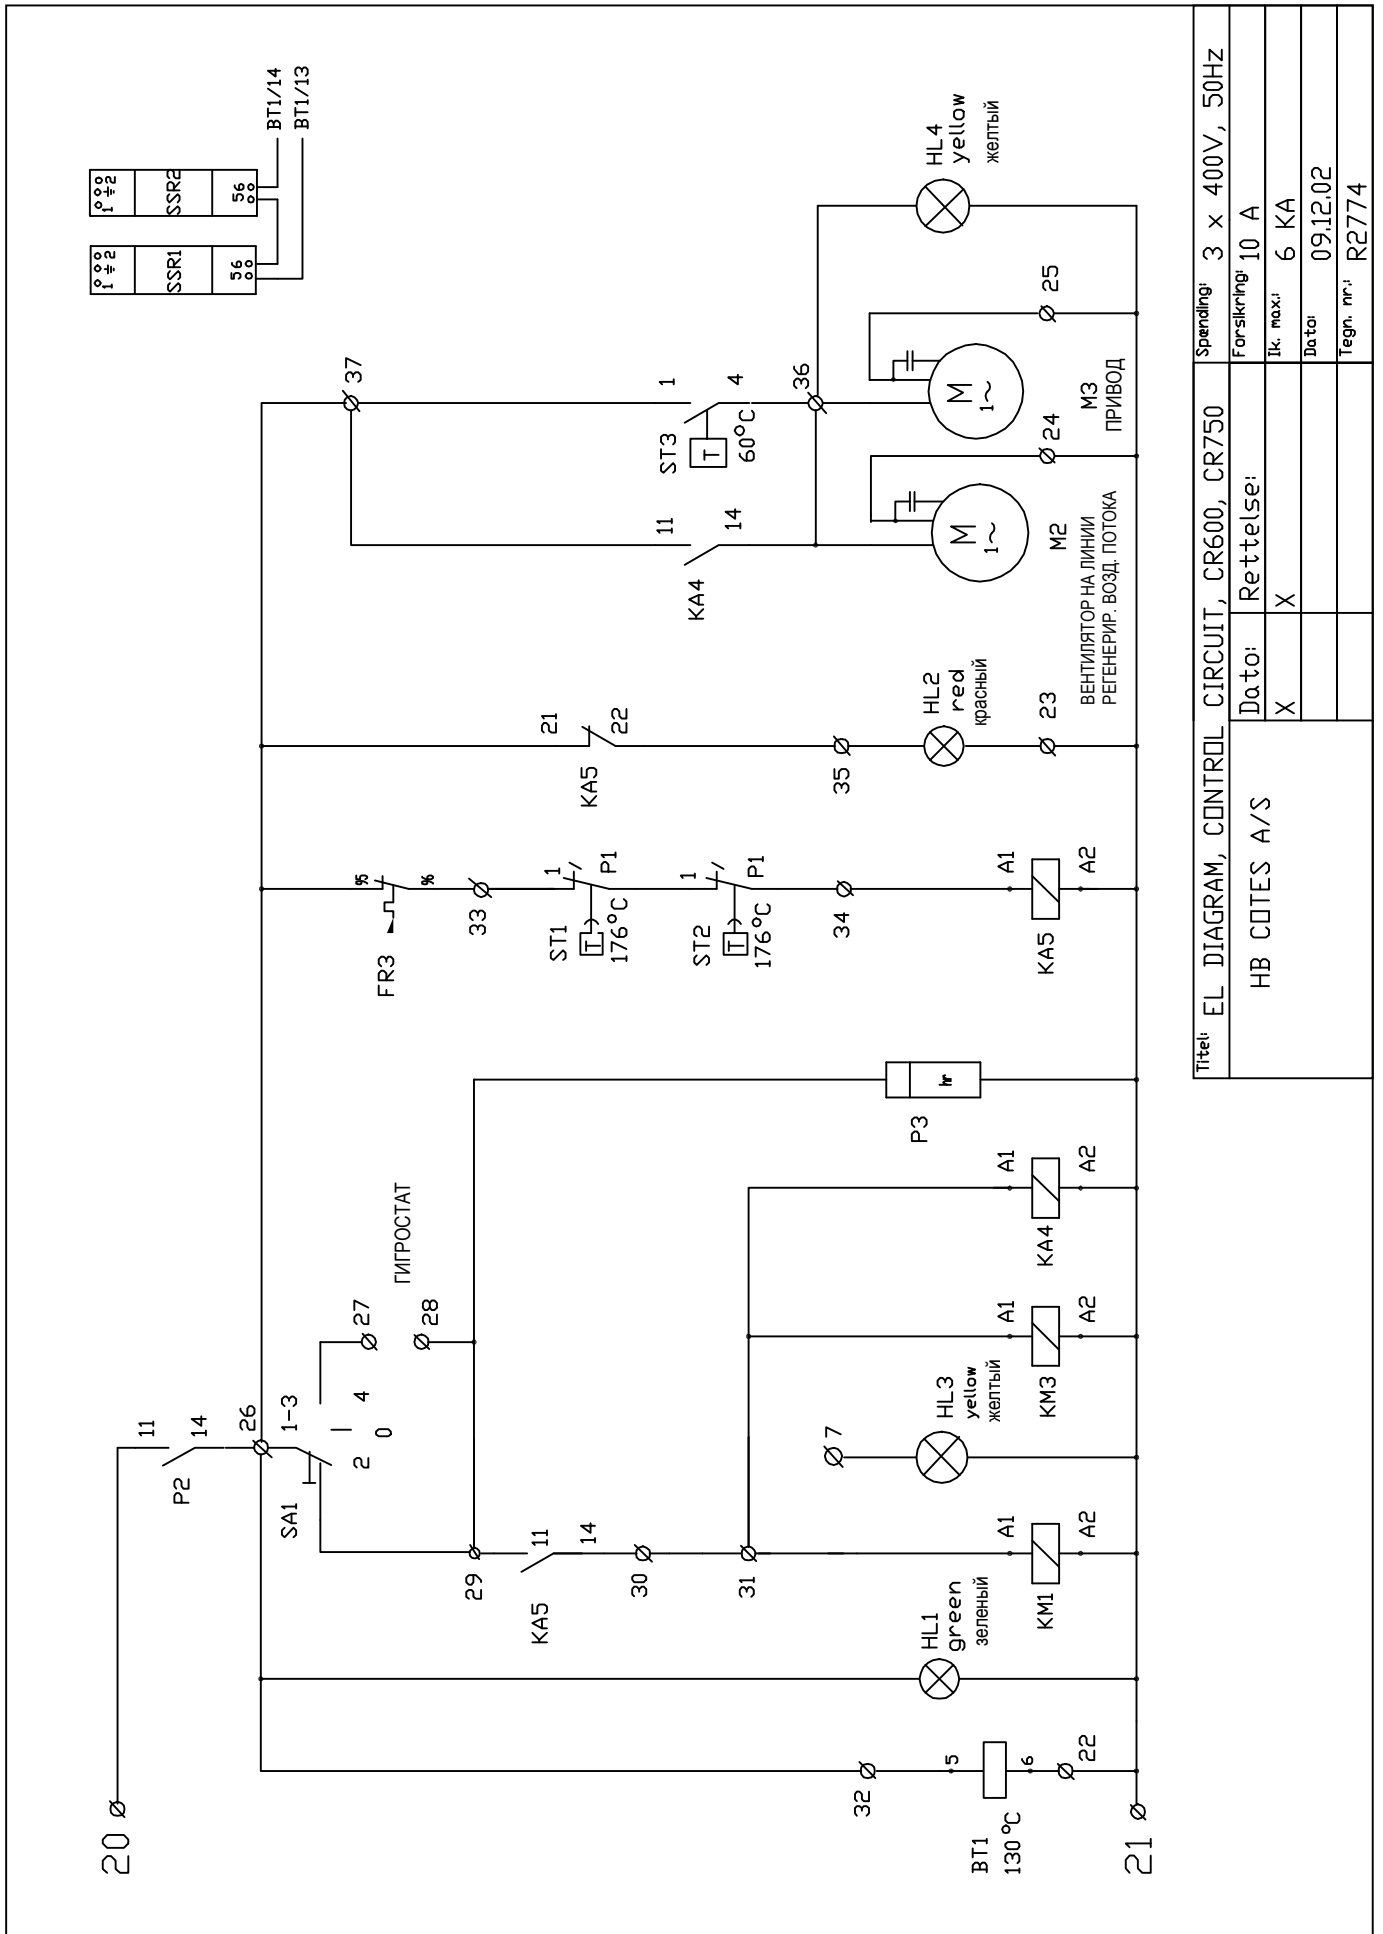 20
11
14
P2
26
1-3
SA1
2
4
0
27
28
ГИГРОСТАТ
29
11
14
KA5
30
31
32
5
6
22
BT1
130°C
21
HL1
green
зеленый
A1
A2
KM1
7
HL3
yellow
желтый
A1
A2
KM3
A1
A2
KA4
hr
P3
95
96
FR3
33
1
P1
ST1
T
176°C
1
P1
ST2
T
176°C
34
A1
A2
KA5
21
22
KA5
35
HL2
red
красный
23
37
11
14
KA4
1
4
ST3
T
60°C
36
M
1~
M2
ВЕНТИЛЯТОР НА ЛИНИИ
РЕГЕНЕРИР. ВОЗД. ПОТОКА
24
M
1~
M3
ПРИВОД
25
HL4
yellow
желтый
1 2
SSR1
56
1 2
SSR2
56
BT1/14
BT1/13
Titel: EL DIAGRAM, CONTROL CIRCUIT, CR600, CR750
HB COTES A/S
Dato: Rettelse:
X X
Spænding: 3 x 400V, 50Hz
Forsikring: 10 A
Ik. max.: 6 KA
Dato: 09.12.02
Tegn. nr.: R2774